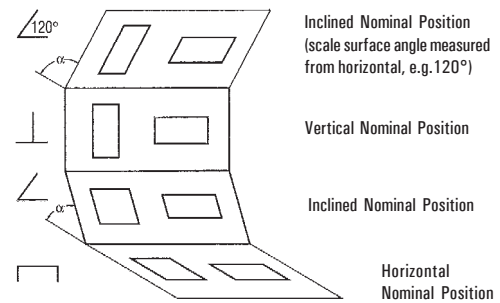 120°
α
Inclined Nominal Position
(scale surface angle measured
from horizontal, e.g.120°)
Vertical Nominal Position
α
Inclined Nominal Position
Horizontal
Nominal Position